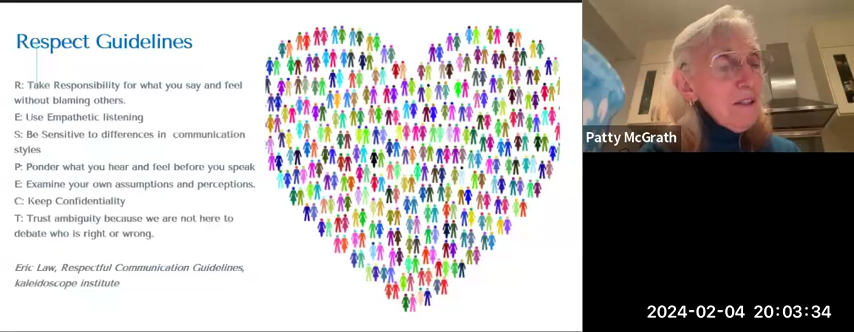 Respect Guidelines
R: Take Responsibility for what you say and feel
without blaming others.
E: Use Empathetic listening
S: Be Sensitive to differences in communication
styles
P: Ponder what you hear and feel before you speak
E: Examine your own assumptions and perceptions.
C: Keep Confidentiality
T: Trust ambiguity because we are not here to
debate who is right or wrong.
Eric Law, Respectful Communication Guidelines,
kaleidoscope institute
Patty McGrath
2024-02-04 20:03:34